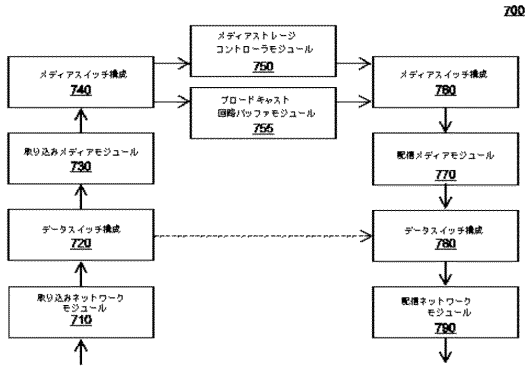 700
メディアストレージ
コントローラモジュール
750
メディアスイッチ構成
740
ブロードキャスト
回路バッファモジュール
755
メディアスイッチ構成
760
取り込みメディアモジュール
730
配信メディアモジュール
770
データスイッチ構成
720
データスイッチ構成
780
取り込みネットワーク
モジュール
710
配信ネットワーク
モジュール
790